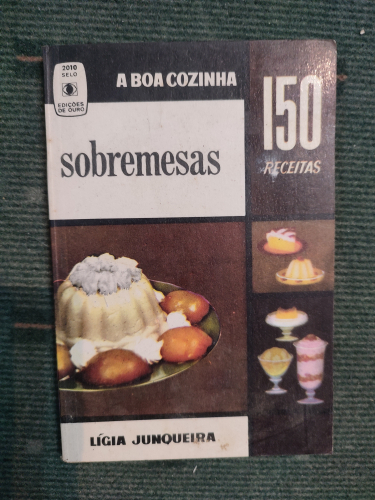 2010
SELO
EDIÇÕES
DE OURO
A BOA COZINHA
150
RECEITAS
sobremesas
LÍGIA JUNQUEIRA